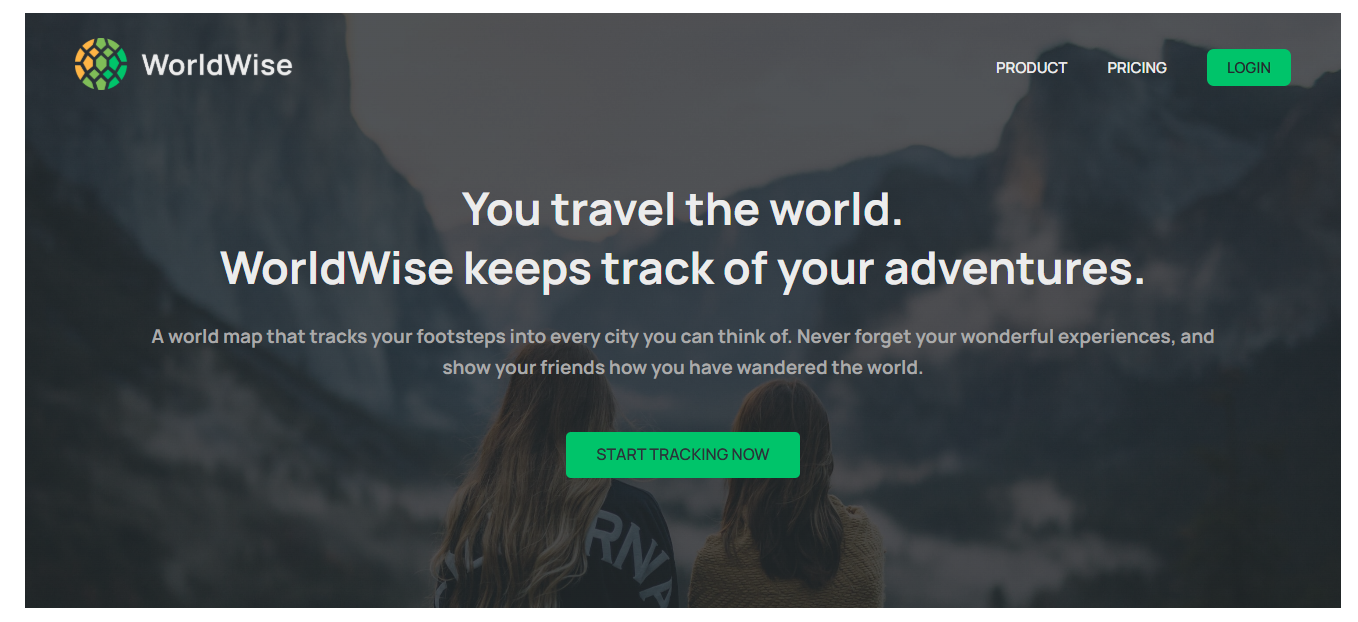 WorldWise
PRODUCT
PRICING
LOGIN
You travel the world.
WorldWise keeps track of your adventures.
A world map that tracks your footsteps into every city you can think of. Never forget your wonderful experiences, and
show your friends how you have wandered the world.
START TRACKING NOW
RNIA